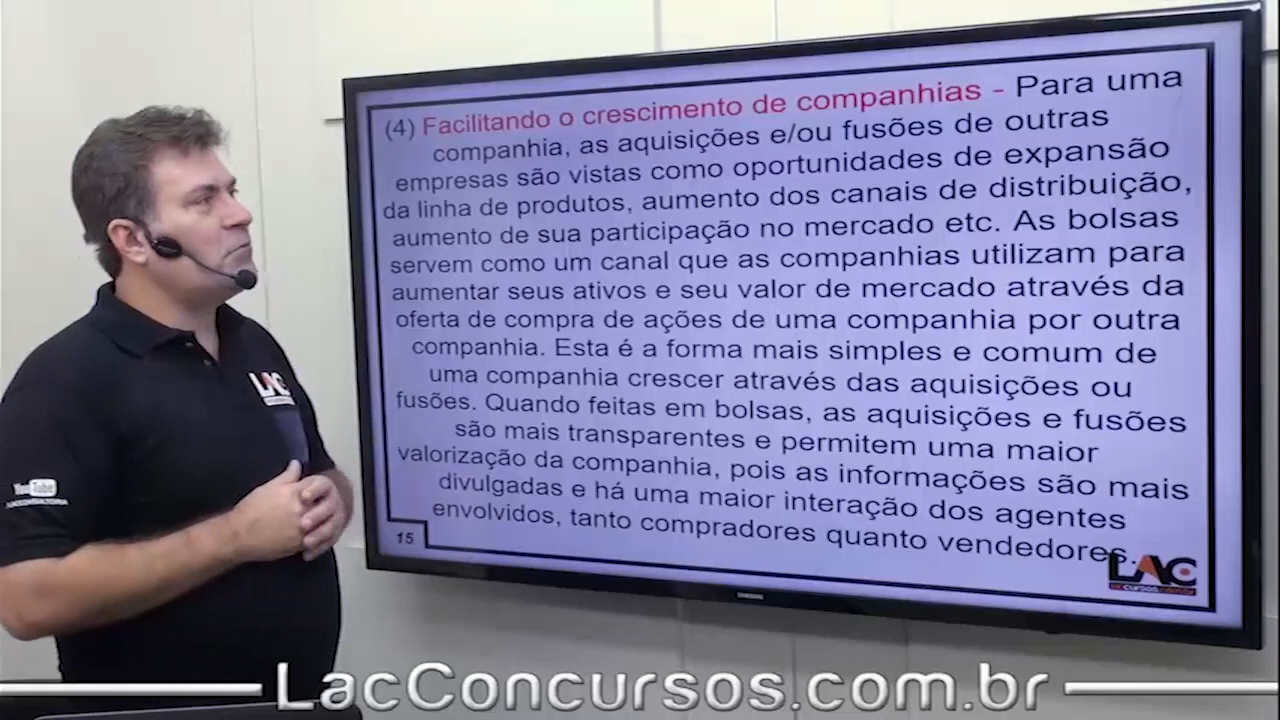 (4) Facilitando o crescimento de companhias - Para uma
companhia, as aquisições e/ou fusões de outras
empresas são vistas como oportunidades de expansão
da linha de produtos, aumento dos canais de distribuição,
aumento de sua participação no mercado etc. As bolsas
servem como um canal que as companhias utilizam para
aumentar seus ativos e seu valor de mercado através da
oferta de compra de ações de uma companhia por outra
companhia. Esta é a forma mais simples e comum de
uma companhia crescer através das aquisições ou
fusões. Quando feitas em bolsas, as aquisições e fusões
são mais transparentes e permitem uma maior
valorização da companhia, pois as informações são mais
divulgadas e há uma maior interação dos agentes
envolvidos, tanto compradores quanto vendedores.
15
LAC
SAMSUNG
LAC
YouTube
LacConcursos.com.br